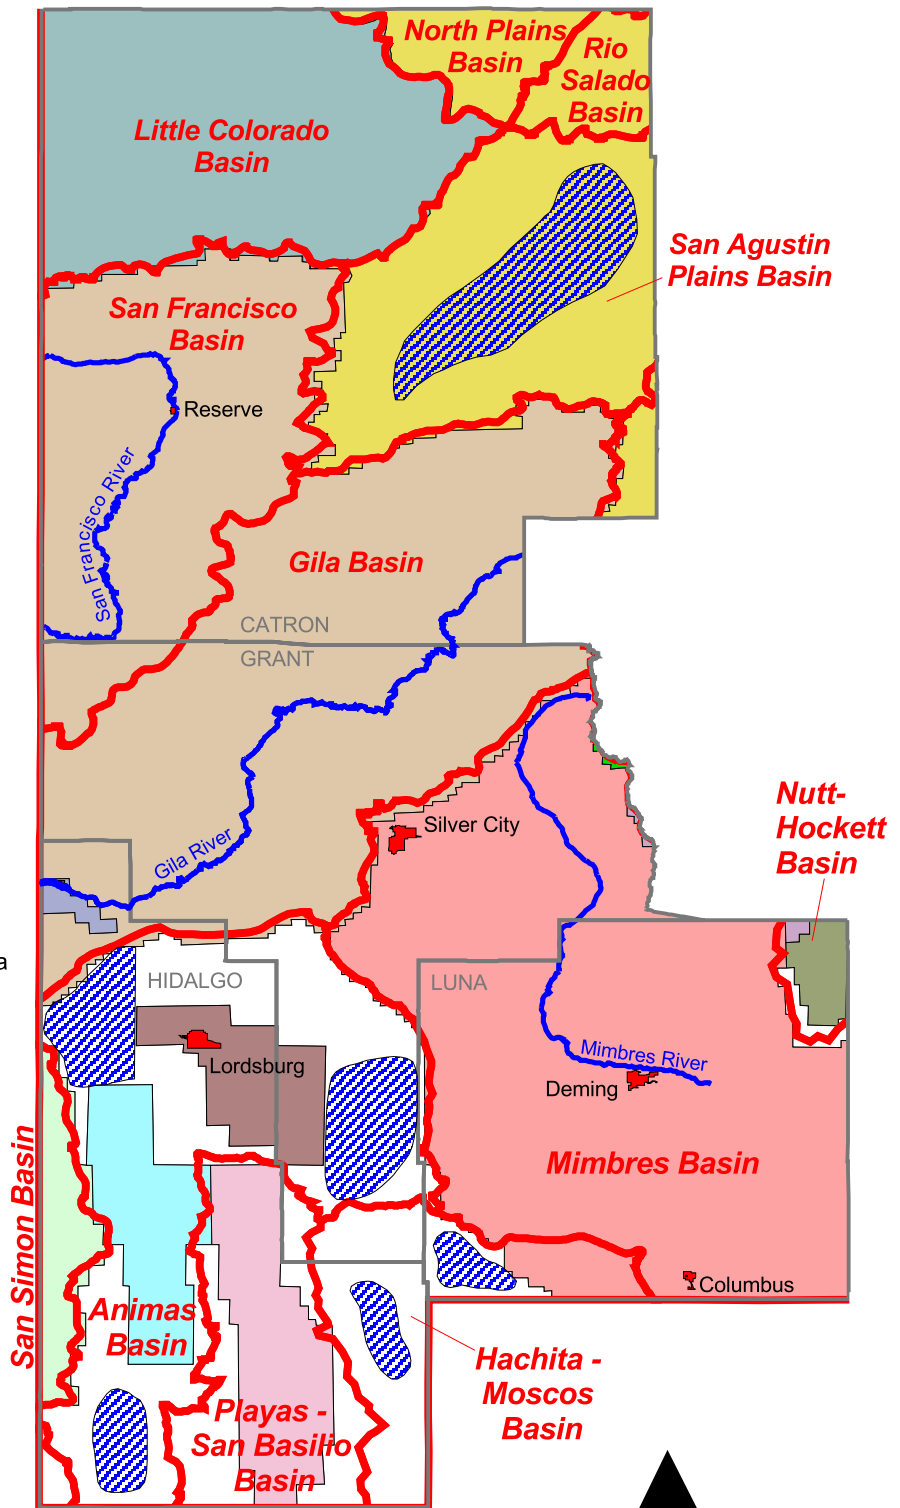 North Plains
Basin
Rio
Salado
Basin
Little Colorado
Basin
San Agustin
Plains Basin
San Francisco
Basin
Reserve
San Francisco River
Gila Basin
CATRON
GRANT
Nutt-
Hockett
Basin
Silver City
Gila River
a
HIDALGO
LUNA
Lordsburg
Mimbres River
Deming
Mimbres Basin
San Simon Basin
Columbus
Animas
Basin
Hachita -
Moscos
Basin
Playas -
San Basilio
Basin